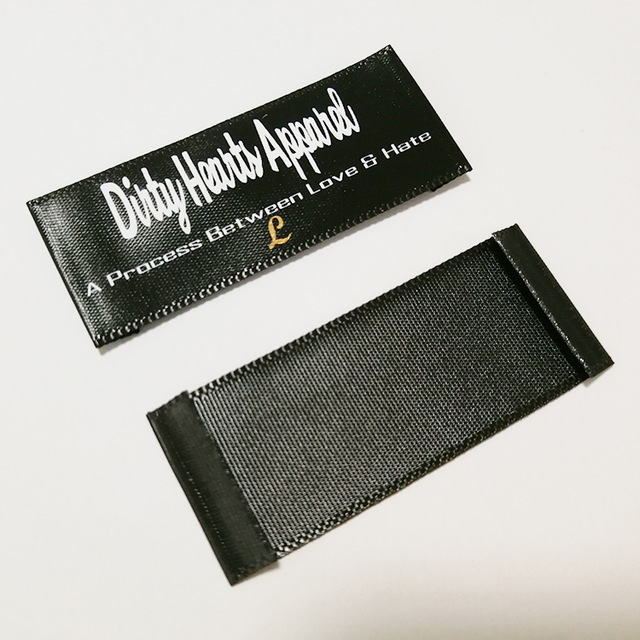 Dirty Hearts Apparel
A Process Between Love & Hate
L